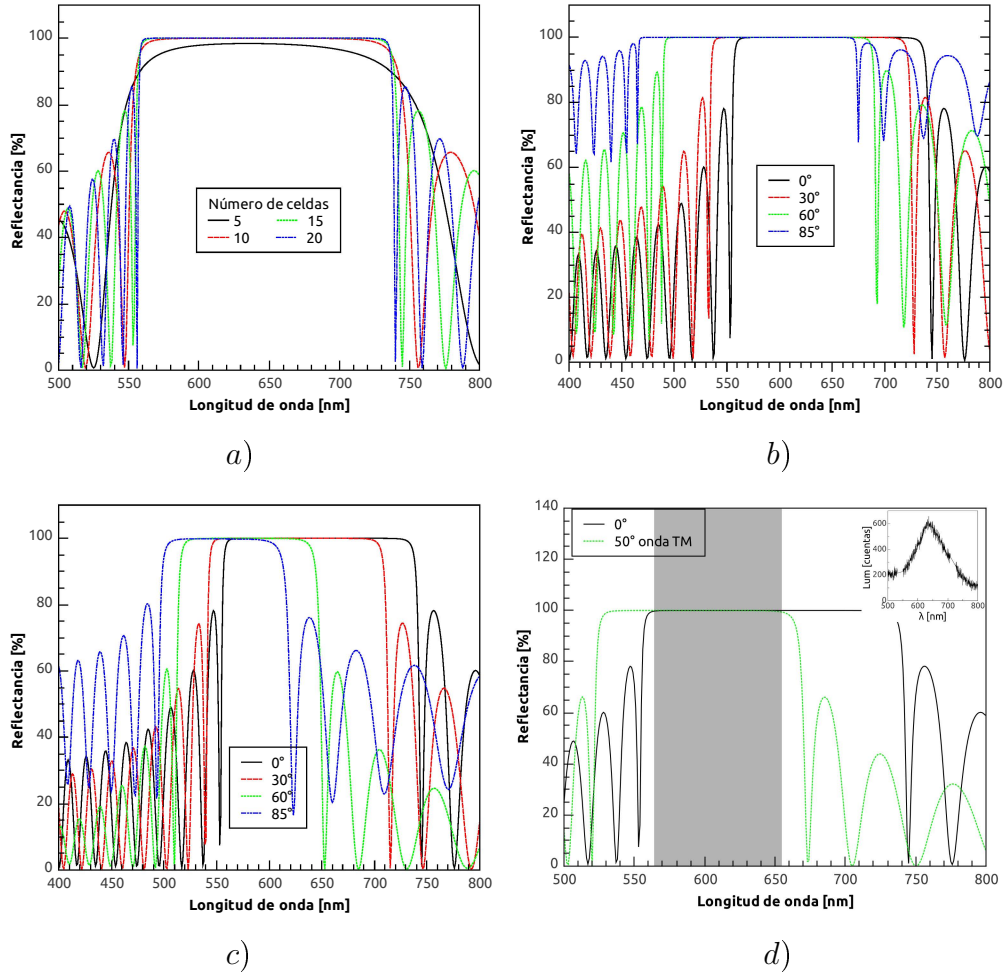 Reflectancia [%]
100
80
60
40
20
0
Número de celdas
5 15
10 20
500 550 600 650 700 750 800
Longitud de onda [nm]
a)
Reflectancia [%]
100
80
60
40
20
0
0°
30°
60°
85°
400 450 500 550 600 650 700 750 800
Longitud de onda [nm]
b)
Reflectancia [%]
100
80
60
40
20
0
0°
30°
60°
85°
400 450 500 550 600 650 700 750 800
Longitud de onda [nm]
c)
Reflectancia [%]
140
120
100
80
60
40
20
0
0°
50° onda TM
Lum [cuentas]
600
400
200
0
500 600 700 800
λ [nm]
500 550 600 650 700 750 800
Longitud de onda [nm]
d)